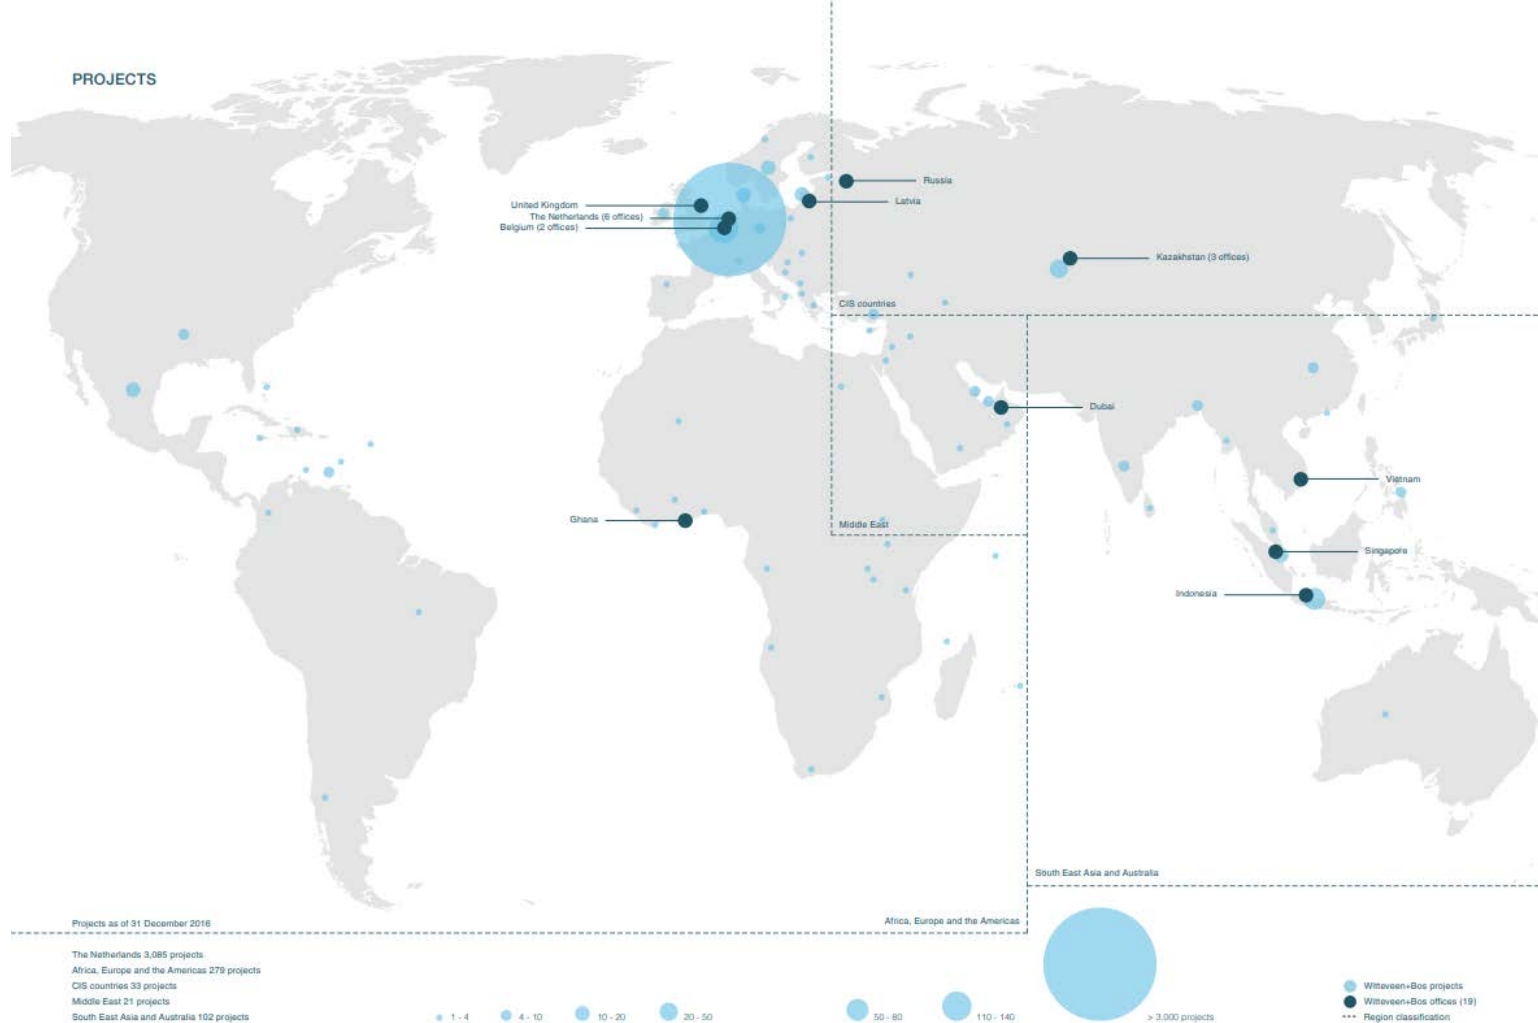 PROJECTS
Russia
Latvia
United Kingdom
The Netherlands (6 offices)
Belgium (2 offices)
Kazakhstan (3 offices)
CIS countries
Dubai
Vietnam
Ghana
Middle East
Singapore
Indonesia
South East Asia and Australia
Africa, Europe and the Americas
Projects as of 31 December 2016
The Netherlands 3,085 projects
Africa, Europe and the Americas 279 projects
CIS countries 33 projects
Middle East 21 projects
South East Asia and Australia 102 projects
1 - 4
4 - 10
10 - 20
20 - 50
50 - 80
110 - 140
> 3.000 projects
Witteveen+Bos projects
Witteveen+Bos offices (19)
Region classification